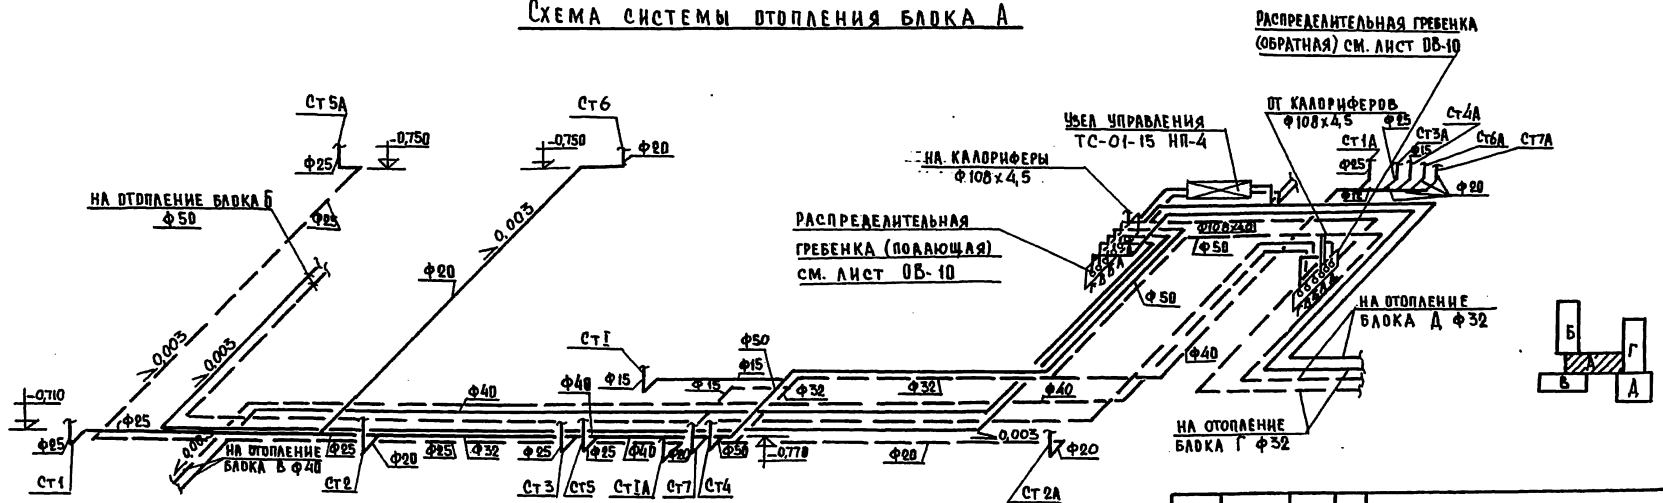 СХЕМА СИСТЕМЫ ОТОПЛЕНИЯ БЛОКА А
РАСПРЕДЕЛИТЕЛЬНАЯ ГРЕБЕНКА
(ОБРАТНАЯ) СМ. ЛИСТ ОВ-10
СТ5А
СТ6
-0,750
-0,750
Ф25
Ф20
НА ОТОПЛЕНИЕ БЛОКА Б
Ф50
Ф25
0,003
Ф20
УЗЕЛ УПРАВЛЕНИЯ
ТС-01-15 НП-4
НА КАЛОРИФЕРЫ
Ф108х4,5
ОТ КАЛОРИФЕРОВ
Ф108х4,5
Ф25
СТ4А
СТ3А
Ф15
СТ1А
СТ6А
СТ7А
Ф25
Ф20
РАСПРЕДЕЛИТЕЛЬНАЯ
ГРЕБЕНКА (ПОДАЮЩАЯ)
СМ. ЛИСТ ОВ-10
Ф50
Ф50
НА ОТОПЛЕНИЕ
БЛОКА Д Ф32
Ф40
Б
А
Г
В
Д
0,003
0,003
СТI
Ф15
Ф15
Ф15
Ф50
Ф40
Ф40
Ф32
Ф32
Ф40
-0,710
Ф25
Ф25
НА ОТОПЛЕНИЕ
БЛОКА В Ф40
Ф25
Ф20
Ф25
Ф32
Ф25
Ф25
Ф40
Ф20
Ф50
-0,770
Ф20
0,003
Ф20
НА ОТОПЛЕНИЕ
БЛОКА Г Ф32
СТ1
СТ2
СТ3
СТ5
СТIА
СТ7
СТ4
СТ2А